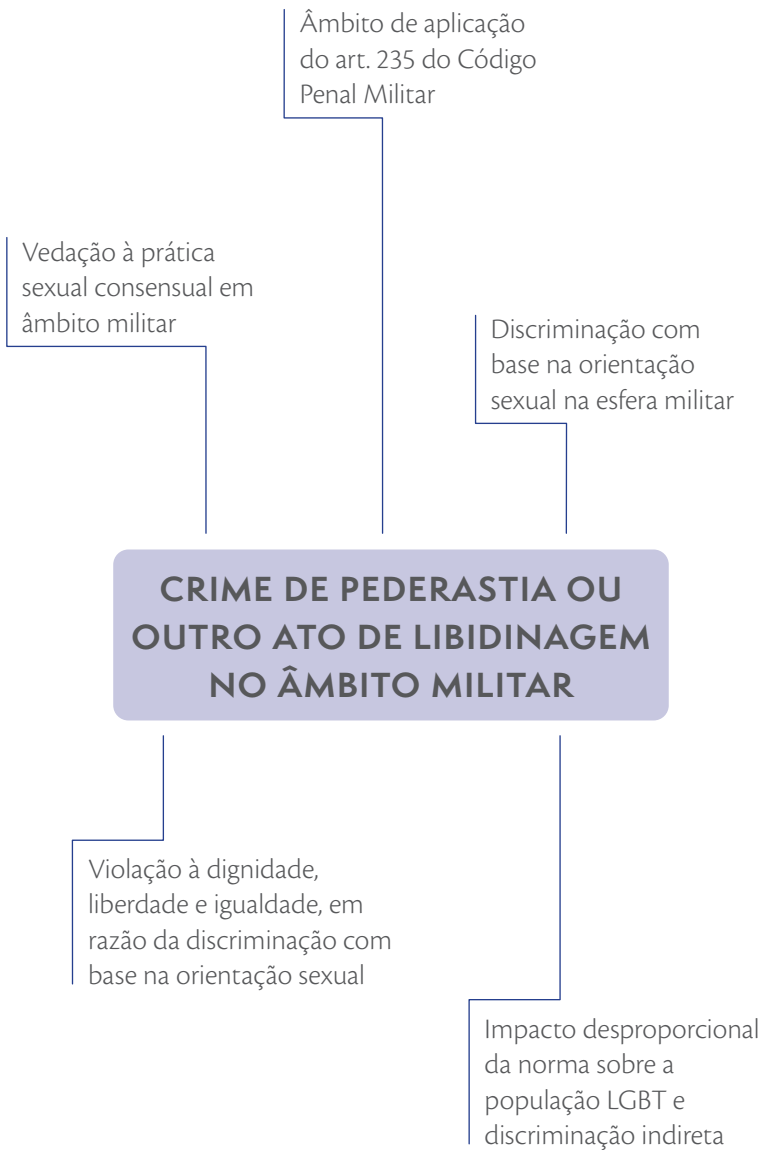 Âmbito de aplicação
do art. 235 do Código
Penal Militar
Vedação à prática
sexual consensual em
âmbito militar
Discriminação com
base na orientação
sexual na esfera militar
CRIME DE PEDERASTIA OU
OUTRO ATO DE LIBIDINAGEM
NO ÂMBITO MILITAR
Violação à dignidade,
liberdade e igualdade, em
razão da discriminação com
base na orientação sexual
Impacto desproporcional
da norma sobre a
população LGBT e
discriminação indireta